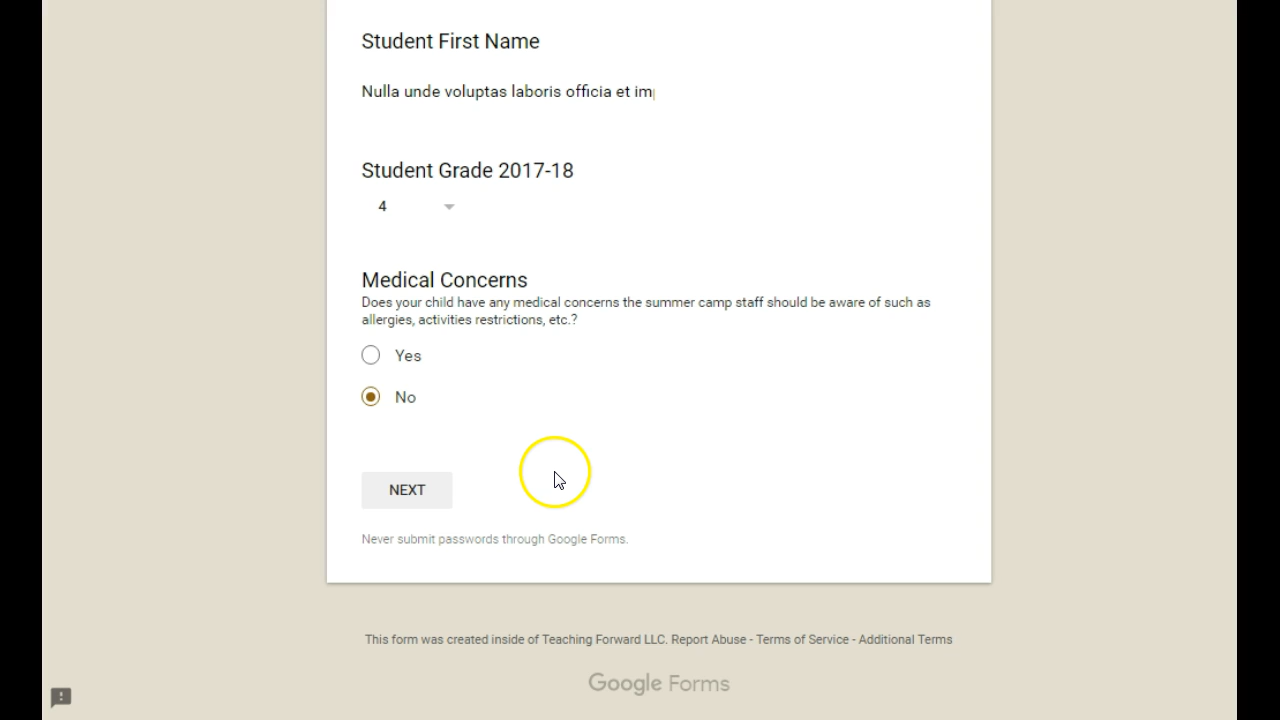 Student First Name
Nulla unde voluptas laboris officia et im
Student Grade 2017-18
4
Medical Concerns
Does your child have any medical concerns the summer camp staff should be aware of such as
allergies, activities restrictions, etc.?
Yes
No
NEXT
Never submit passwords through Google Forms.
This form was created inside of Teaching Forward LLC. Report Abuse - Terms of Service - Additional Terms
Google Forms